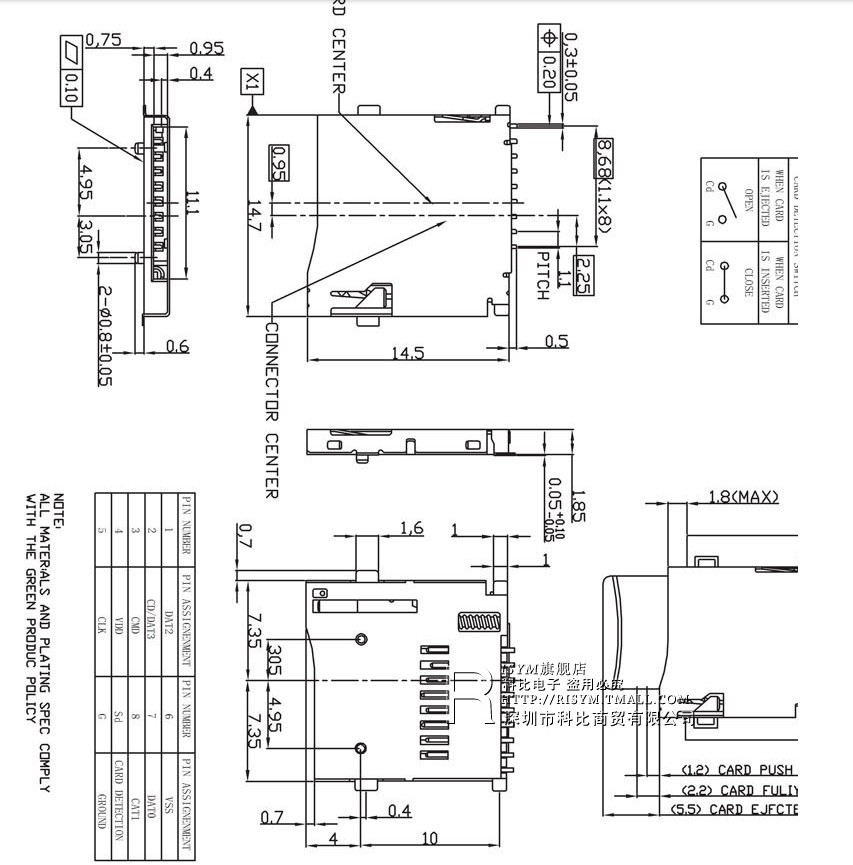 0,75
0.95
0.4
0.10
4.95
3.05
11.1
2-ø0.8±0.05
0.6
RD CENTER
X1
0.95
14.7
14.5
CONNECTOR CENTER
0.20
0,3±0.05
8,68(1.1×8)
2.25
PITCH
1.1
0.5
WHEN CARD
IS EJECTED
OPEN
Cd
G
WHEN CARD
IS INSERTED
CLOSE
Cd
G
0.05 +0.10 -0.05
1.85
NOTE:
ALL MATERIALS AND PLATING SPEC COMPLY
WITH THE GREEN PRODUC POLICY
PIN NUMBER PIN ASSIGNENMENT PIN NUMBER PIN ASSIGNENMENT
1 DAT2 6 VSS
2 CD/DAT3 7 DAT0
3 CMD 8 CAT1
4 VDD Sd CARD DETECTION
5 CLK G GROUND
0,7
1,6
1
1
7.35
305
4.95
7.35
0.7
0.4
4
10
1.8(MAX)
RISYM旗舰店
科比电子 盗用必究
HTTP://RISYM.TMALL.COM
深圳市科比商贸有限公司
(1.2) CARD PUSH
(2.2) CARD FULLY
(5.5) CARD EJFCTE